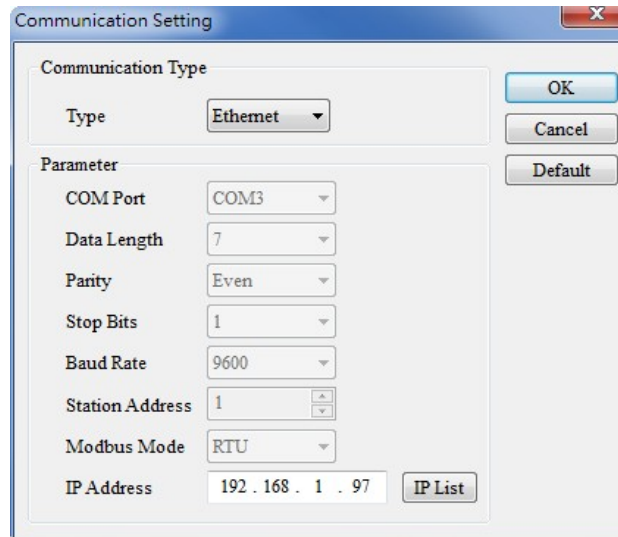 Communication Setting
Communication Type
Type Ethernet
OK
Cancel
Default
Parameter
COM Port COM3
Data Length 7
Parity Even
Stop Bits 1
Baud Rate 9600
Station Address 1
Modbus Mode RTU
IP Address 192 . 168 . 1 . 97 IP List